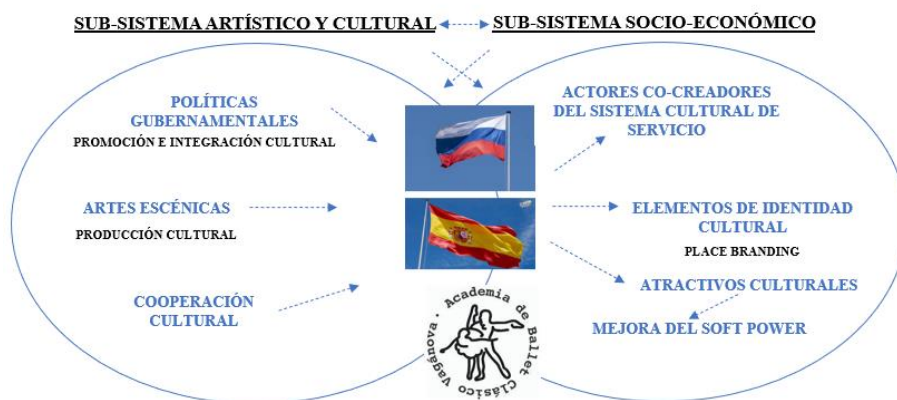 SUB-SISTEMA ARTÍSTICO Y CULTURAL
SUB-SISTEMA SOCIO-ECONÓMICO
POLÍTICAS
GUBERNAMENTALES
PROMOCIÓN E INTEGRACIÓN CULTURAL
ARTES ESCÉNICAS
PRODUCCIÓN CULTURAL
COOPERACIÓN
CULTURAL
Academia de Ballet Clásico Vagánova ·
ACTORES CO-CREADORES
DEL SISTEMA CULTURAL DE
SERVICIO
ELEMENTOS DE IDENTIDAD
CULTURAL
PLACE BRANDING
ATRACTIVOS CULTURALES
MEJORA DEL SOFT POWER